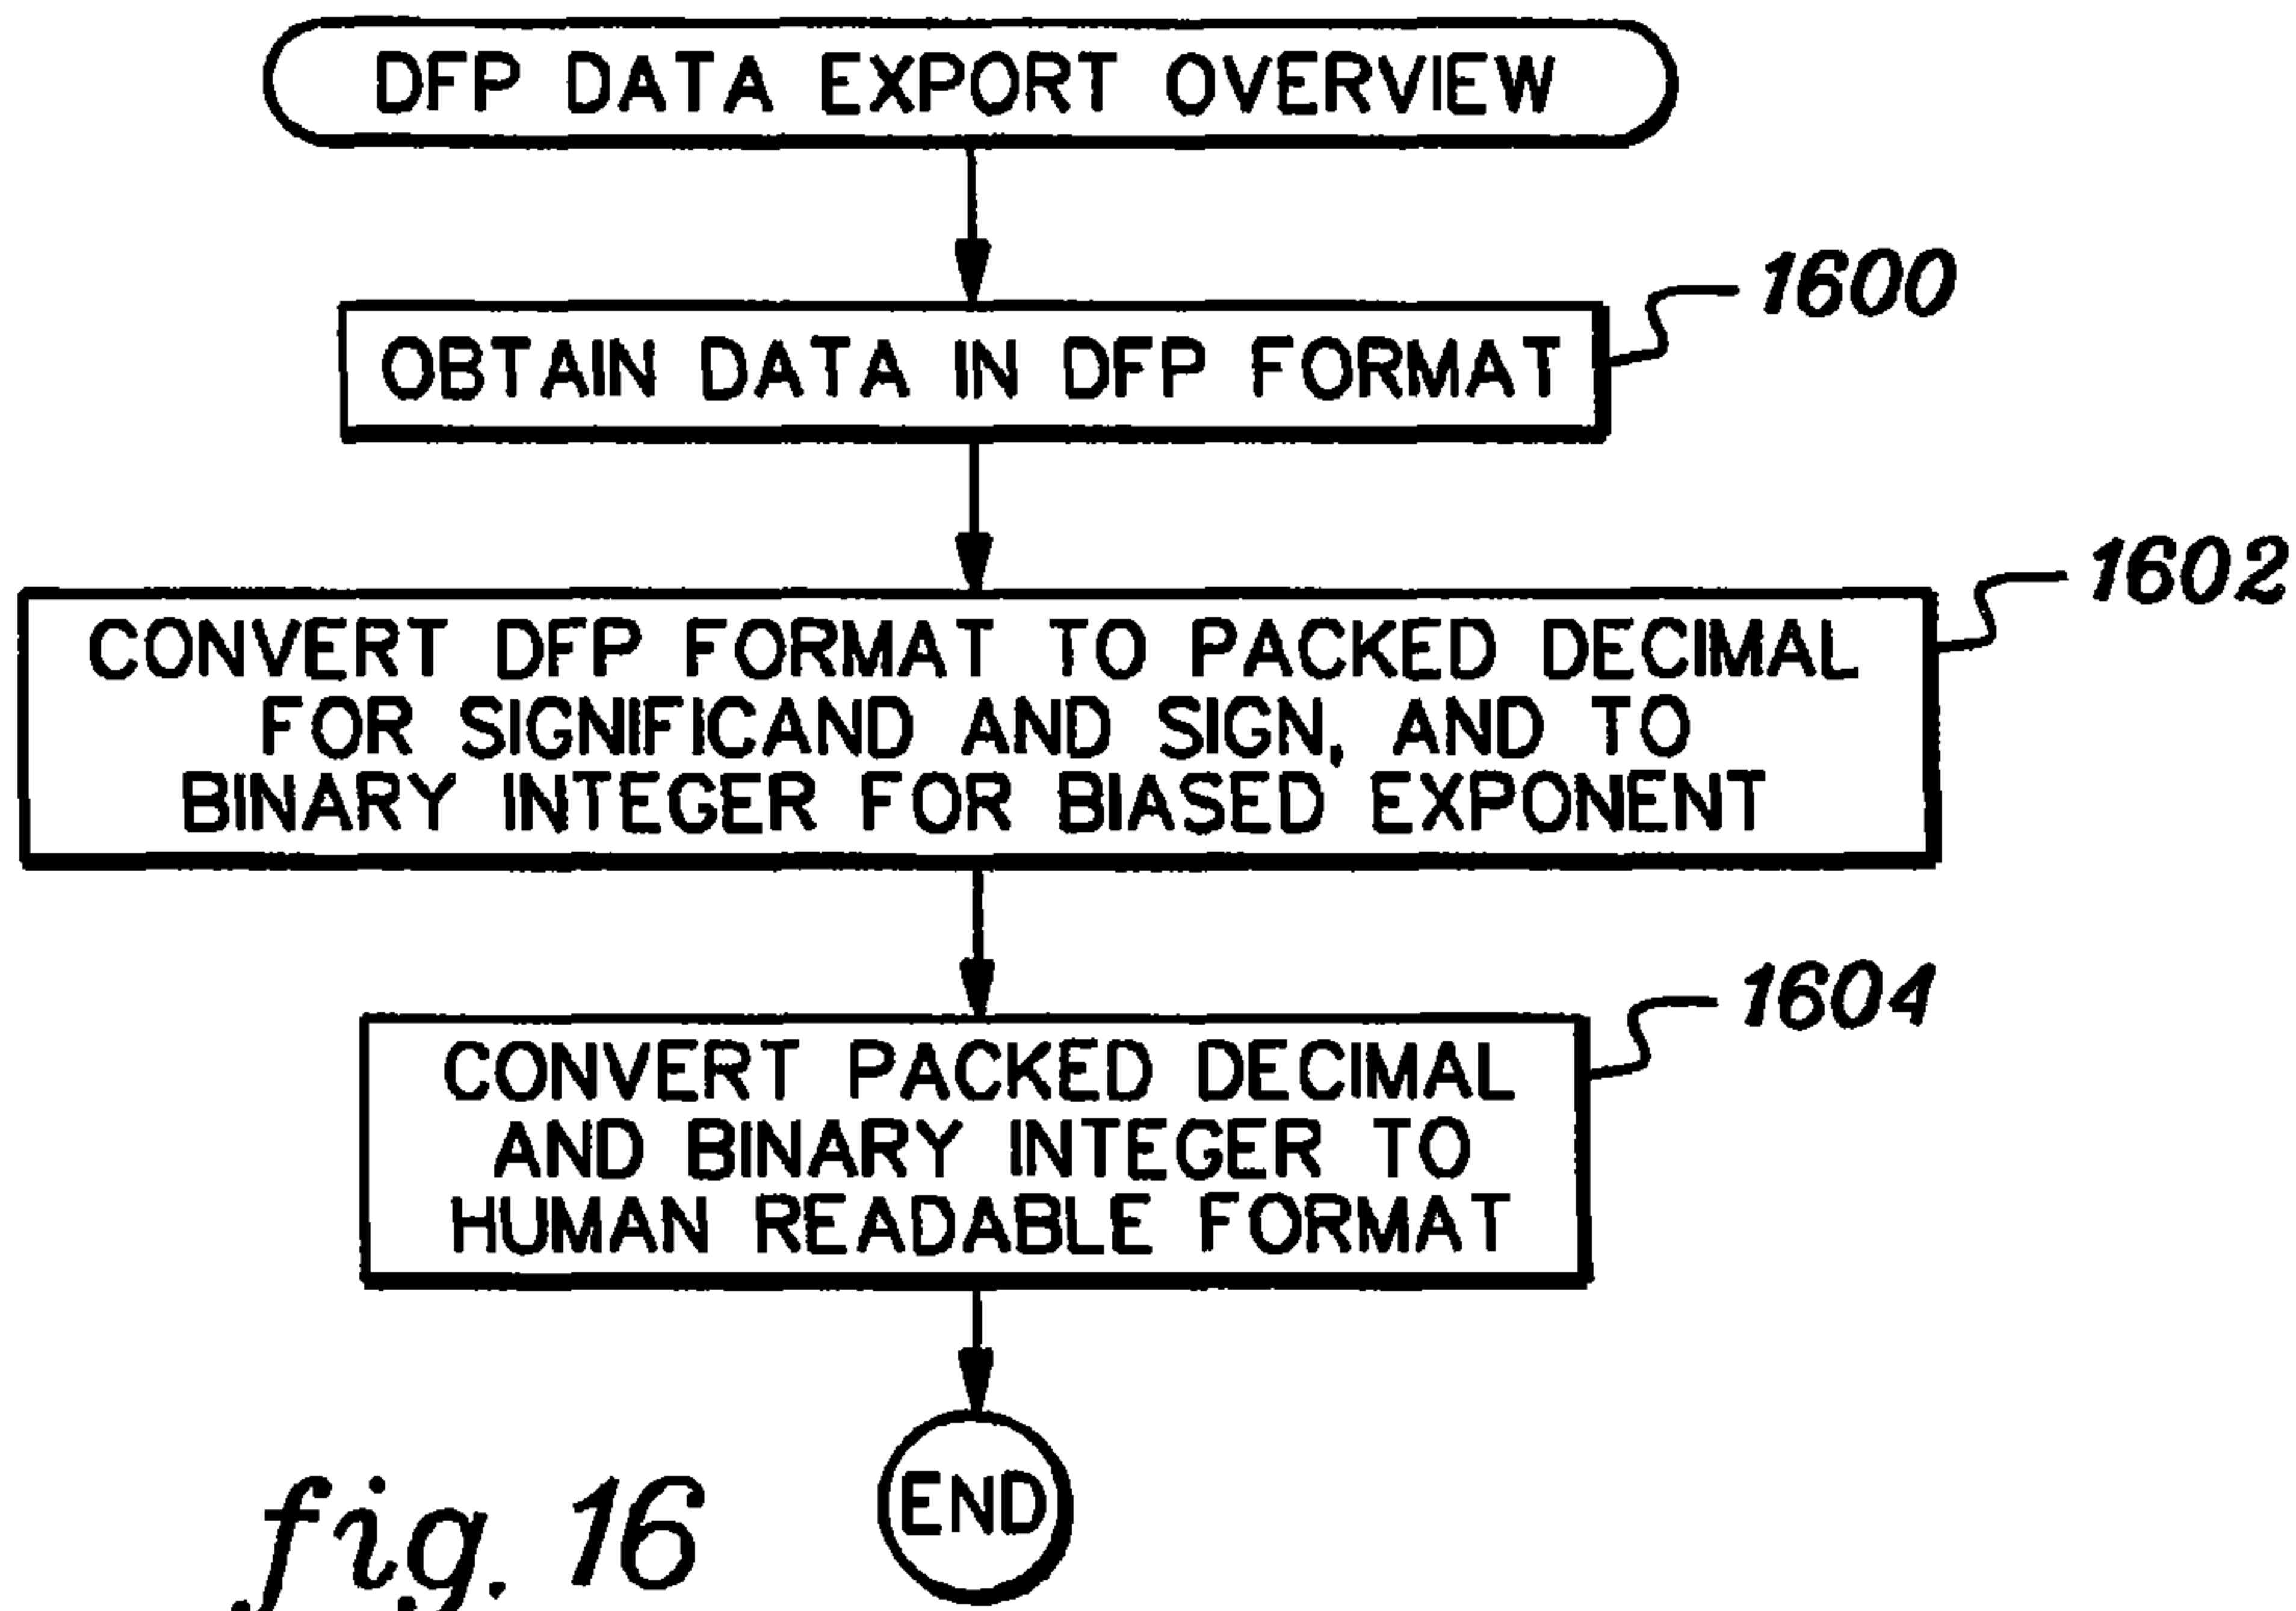 DFP DATA EXPORT OVERVIEW
1600
OBTAIN DATA IN DFP FORMAT
1602
CONVERT DFP FORMAT TO PACKED DECIMAL
FOR SIGNIFICAND AND SIGN, AND TO
BINARY INTEGER FOR BIASED EXPONENT
1604
CONVERT PACKED DECIMAL
AND BINARY INTEGER TO
HUMAN READABLE FORMAT
END
fig. 16